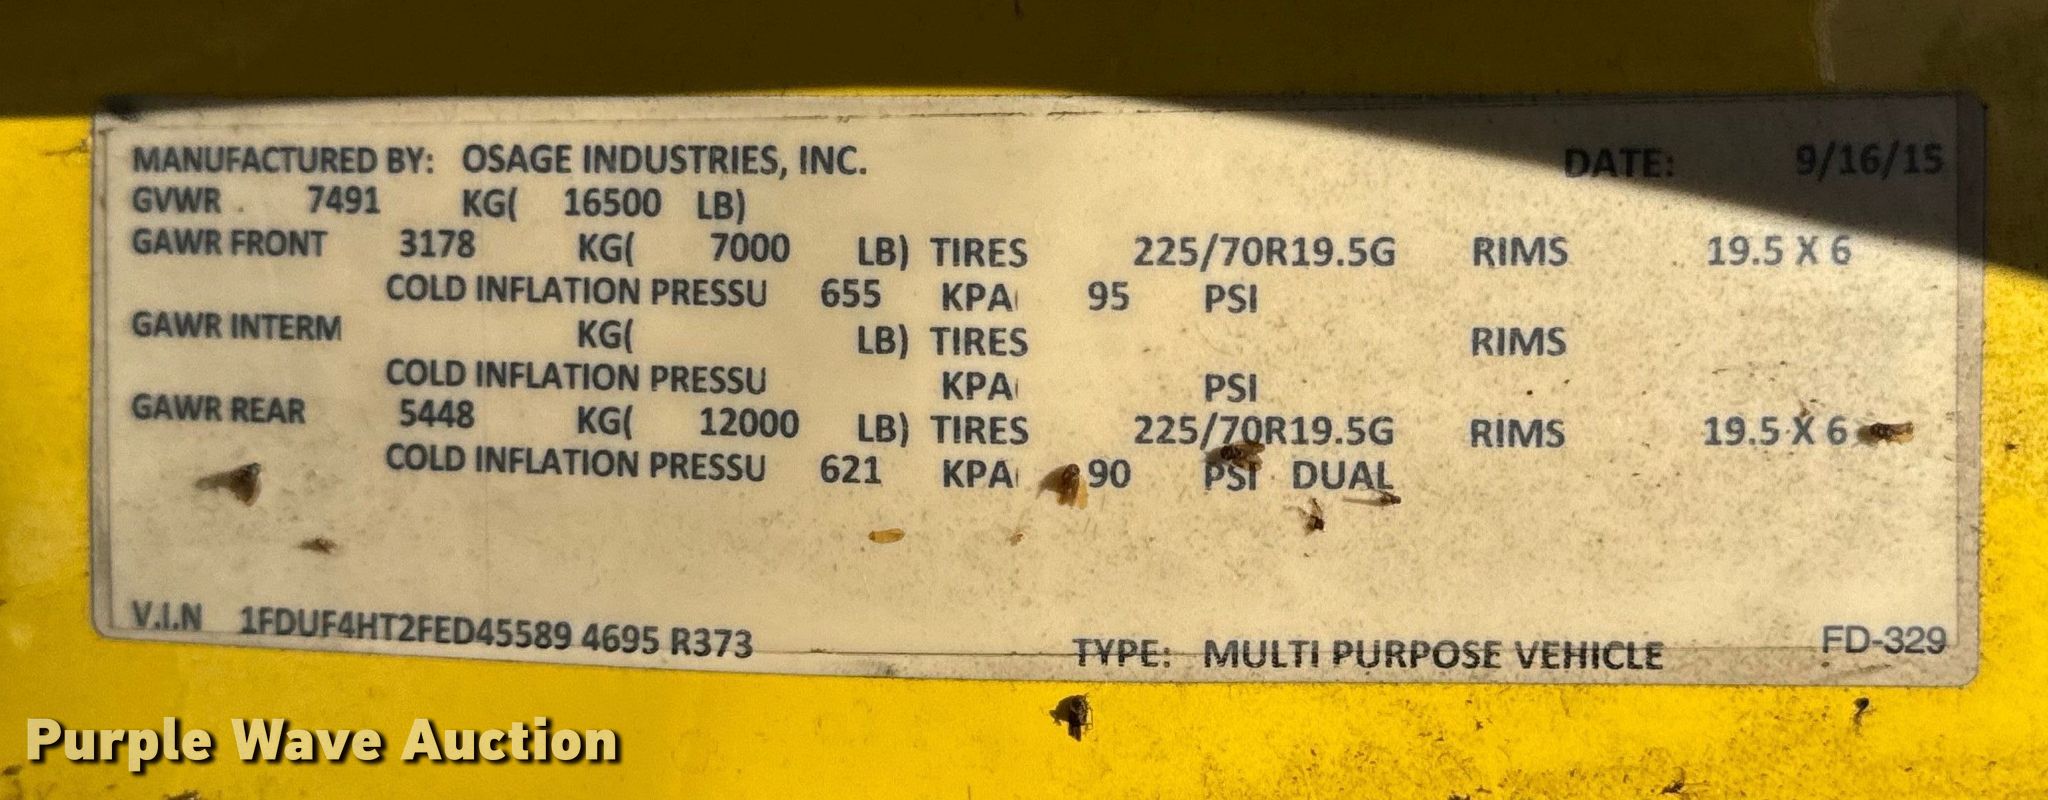 MANUFACTURED BY: OSAGE INDUSTRIES, INC. DATE: 9/16/15
GVWR 7491 KG( 16500 LB)
GAWR FRONT 3178 KG( 7000 LB) TIRES 225/70R19.5G RIMS 19.5 X 6
COLD INFLATION PRESSU 655 KPA( 95 PSI
GAWR INTERM KG( LB) TIRES RIMS
COLD INFLATION PRESSU KPA( PSI
GAWR REAR 5448 KG( 12000 LB) TIRES 225/70R19.5G RIMS 19.5 X 6
COLD INFLATION PRESSU 621 KPA( 90 PSI DUAL
V.I.N 1FDUF4HT2FED45589 4695 R373 TYPE: MULTI PURPOSE VEHICLE FD-329
Purple Wave Auction